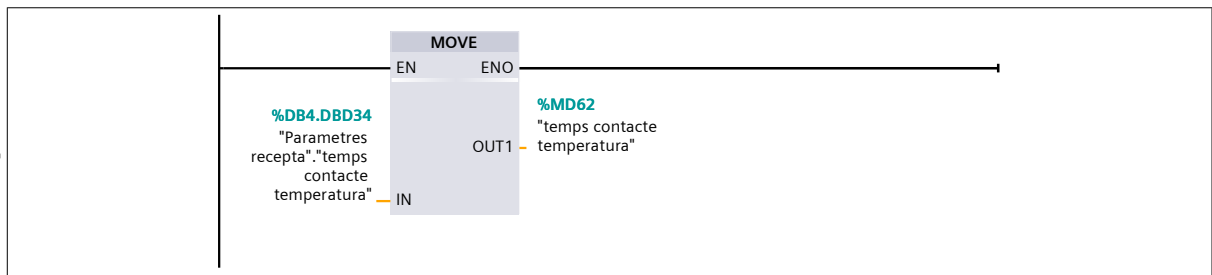 MOVE
EN ENO
%DB4.DBD34
"Parametres
recepta"."temps
contacte
temperatura"
IN
OUT1
%MD62
"temps contacte
temperatura"